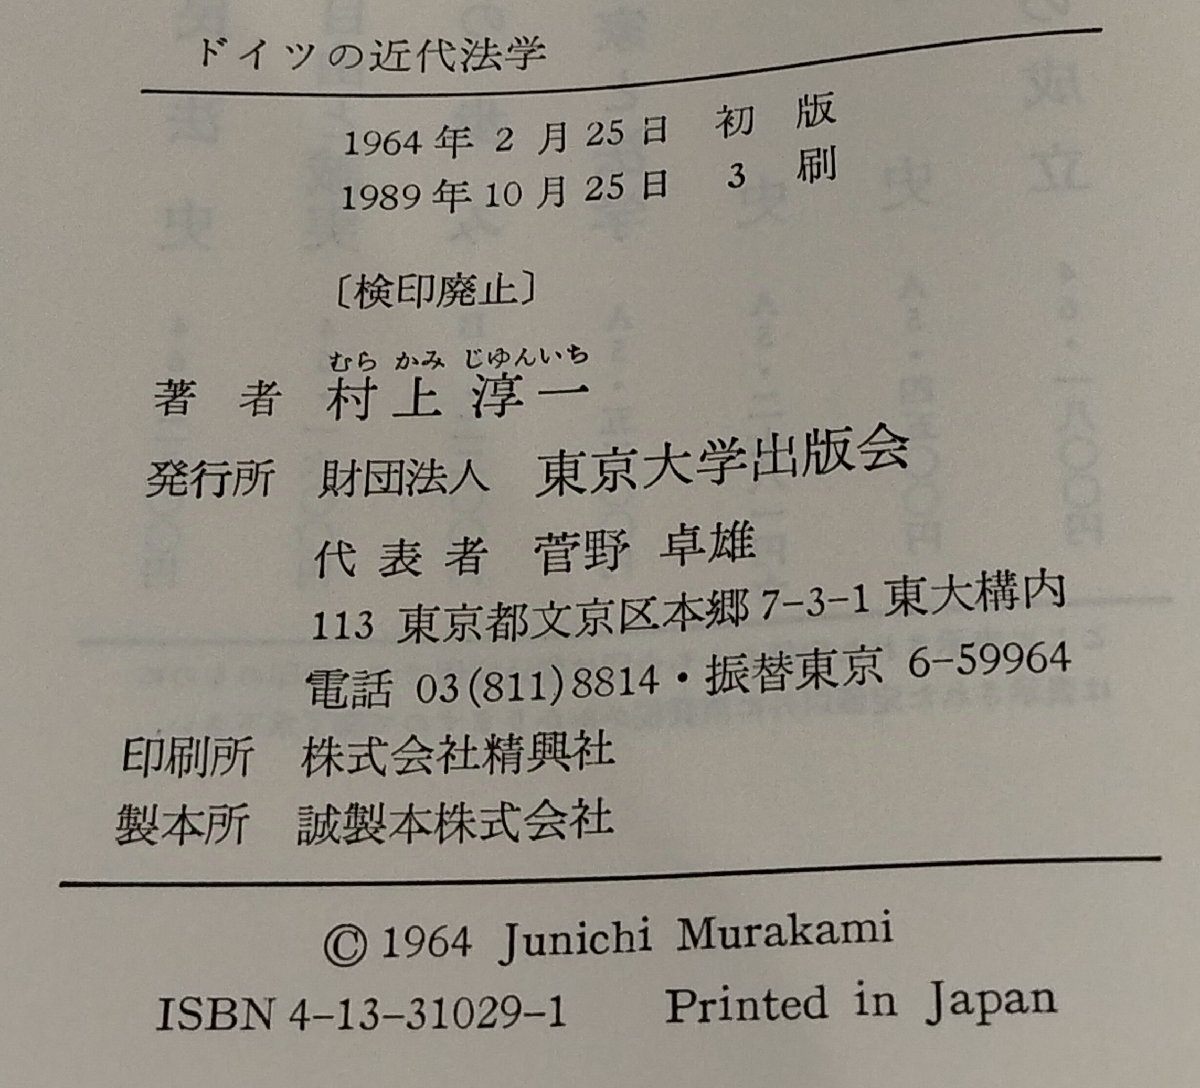 ドイツの近代法学
1964年2月25日 初版
1989年10月25日 3刷
〔検印廃止〕
むら かみ じゅんいち
著者 村上淳一
発行所 財団法人 東京大学出版会
代表者 菅野卓雄
113 東京都文京区本郷7-3-1東大構内
電話 03(811)8814・振替東京 6-59964
印刷所 株式会社精興社
製本所 誠製本株式会社
© 1964 Junichi Murakami
ISBN 4-13-31029-1 Printed in Japan